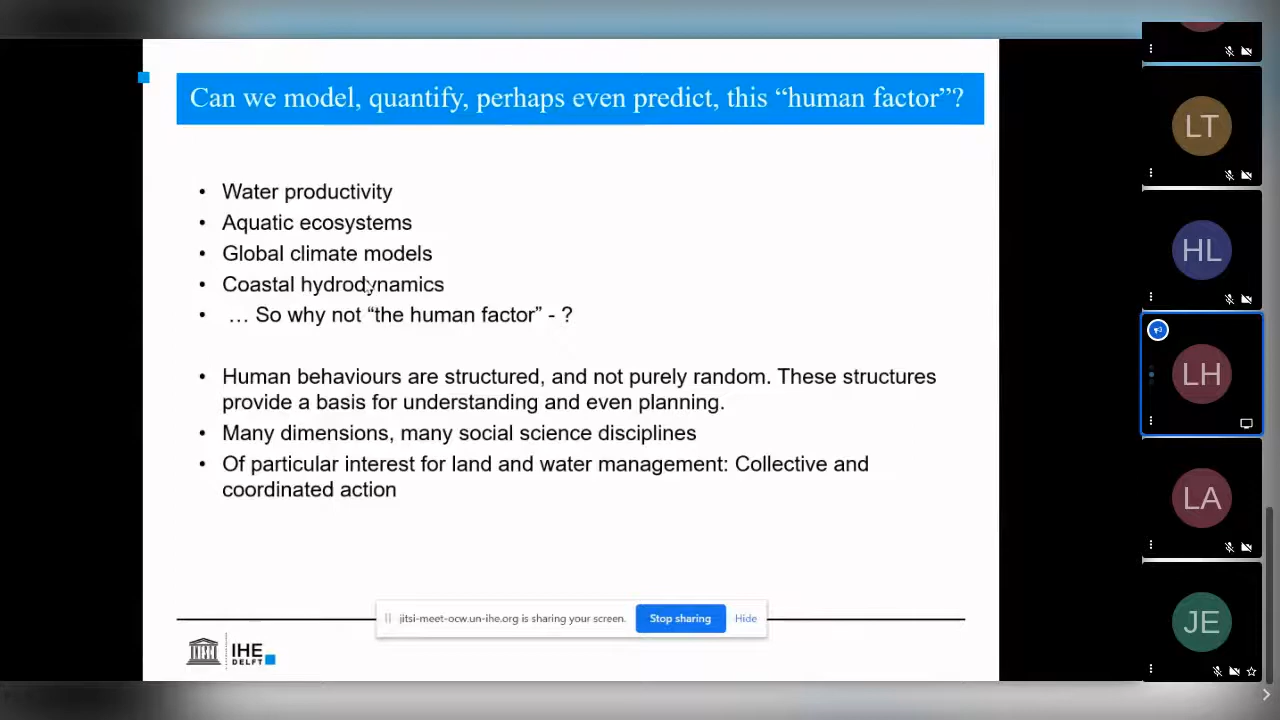 Can we model, quantify, perhaps even predict, this “human factor”?
• Water productivity
• Aquatic ecosystems
• Global climate models
• Coastal hydrodynamics
• … So why not “the human factor” - ?
• Human behaviours are structured, and not purely random. These structures
provide a basis for understanding and even planning.
• Many dimensions, many social science disciplines
• Of particular interest for land and water management: Collective and
coordinated action
jitsi-meet-ocw.un-ihe.org is sharing your screen.
Stop sharing
Hide
IHE
DELFT
LT
HL
LH
LA
JE